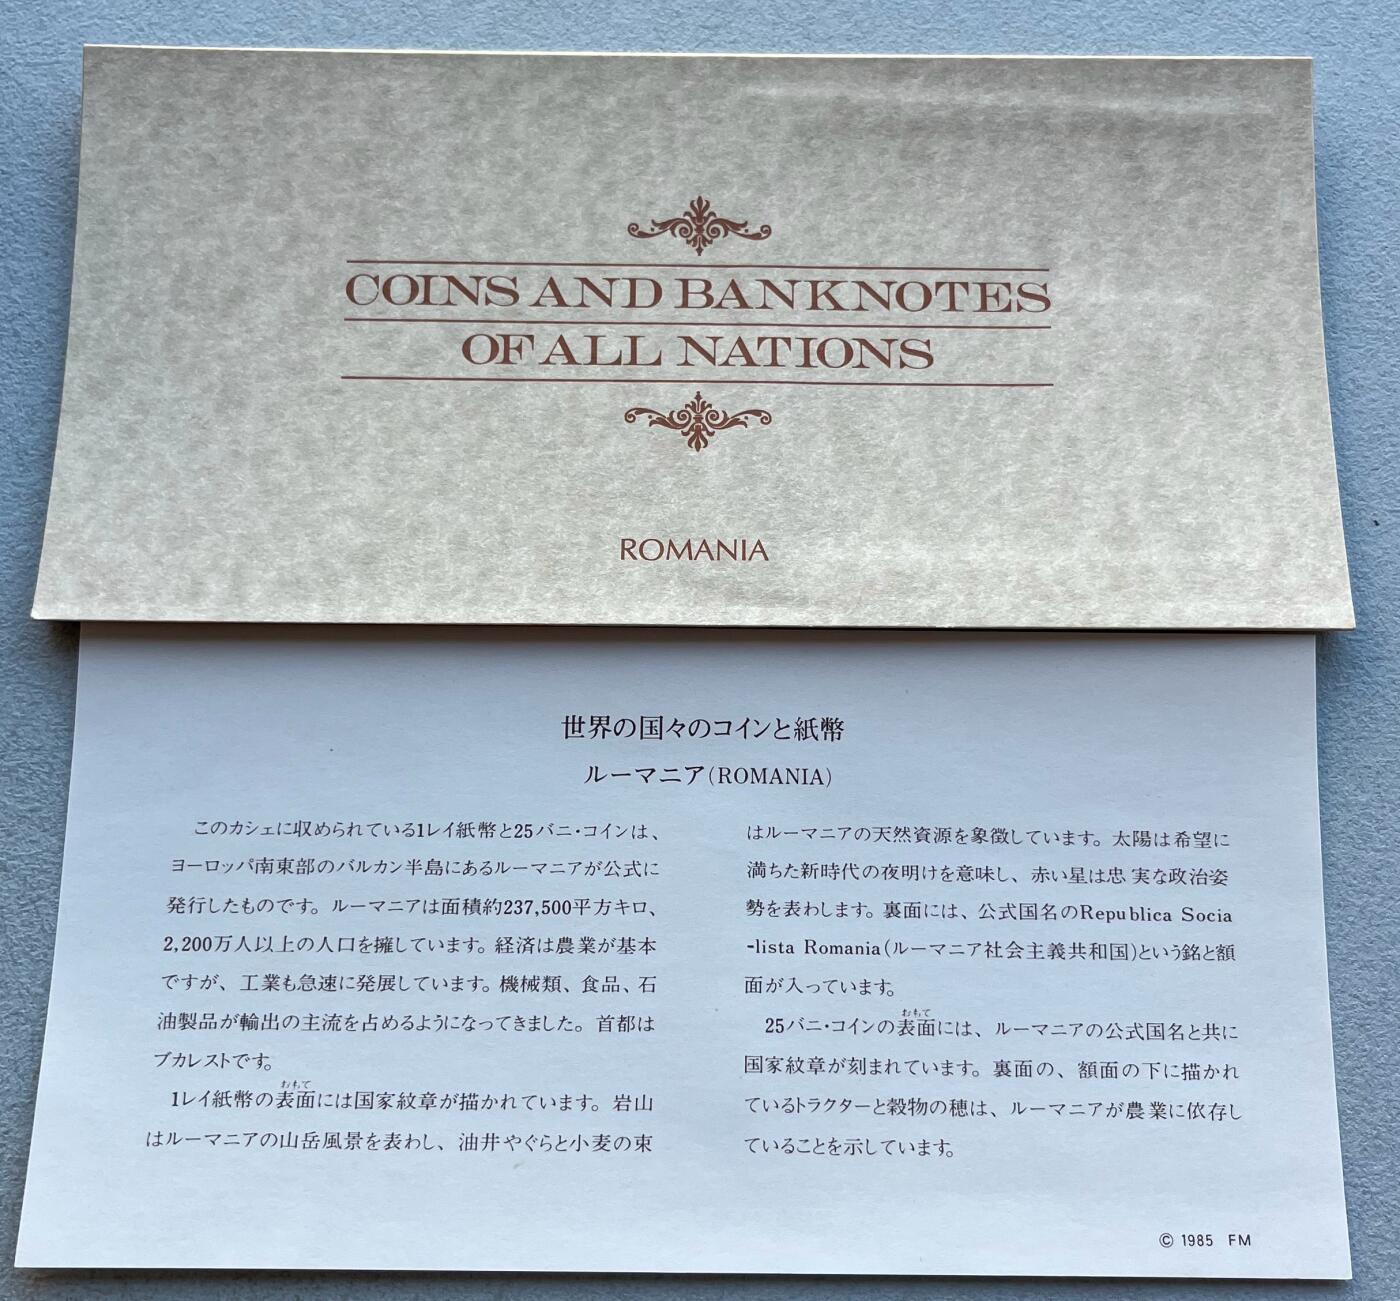 COINS AND BANKNOTES
OF ALL NATIONS
ROMANIA
世界の国々のコインと紙幣
ルーマニア(ROMANIA)
このカシェに収められている1レイ紙幣と25バニ・コインは、
ヨーロッパ南東部のバルカン半島にあるルーマニアが公式に
発行したものです。ルーマニアは面積約237,500平方キロ、
2,200万人以上の人口を擁しています。経済は農業が基本
ですが、工業も急速に発展しています。機械類、食品、石
油製品が輸出の主流を占めるようになってきました。首都は
ブカレストです。
おもて
1レイ紙幣の表面には国家紋章が描かれています。岩山
はルーマニアの山岳風景を表わし、油井やぐらと小麦の束
はルーマニアの天然資源を象徴しています。太陽は希望に
満ちた新時代の夜明けを意味し、赤い星は忠実な政治姿
勢を表わします。裏面には、公式国名のRepublica Socia
-lista Romania(ルーマニア社会主義共和国)という銘と額
面が入っています。
おもて
25バニ・コインの表面には、ルーマニアの公式国名と共に
国家紋章が刻まれています。裏面の、額面の下に描かれ
ているトラクターと穀物の穂は、ルーマニアが農業に依存し
ていることを示しています。
© 1985 FM